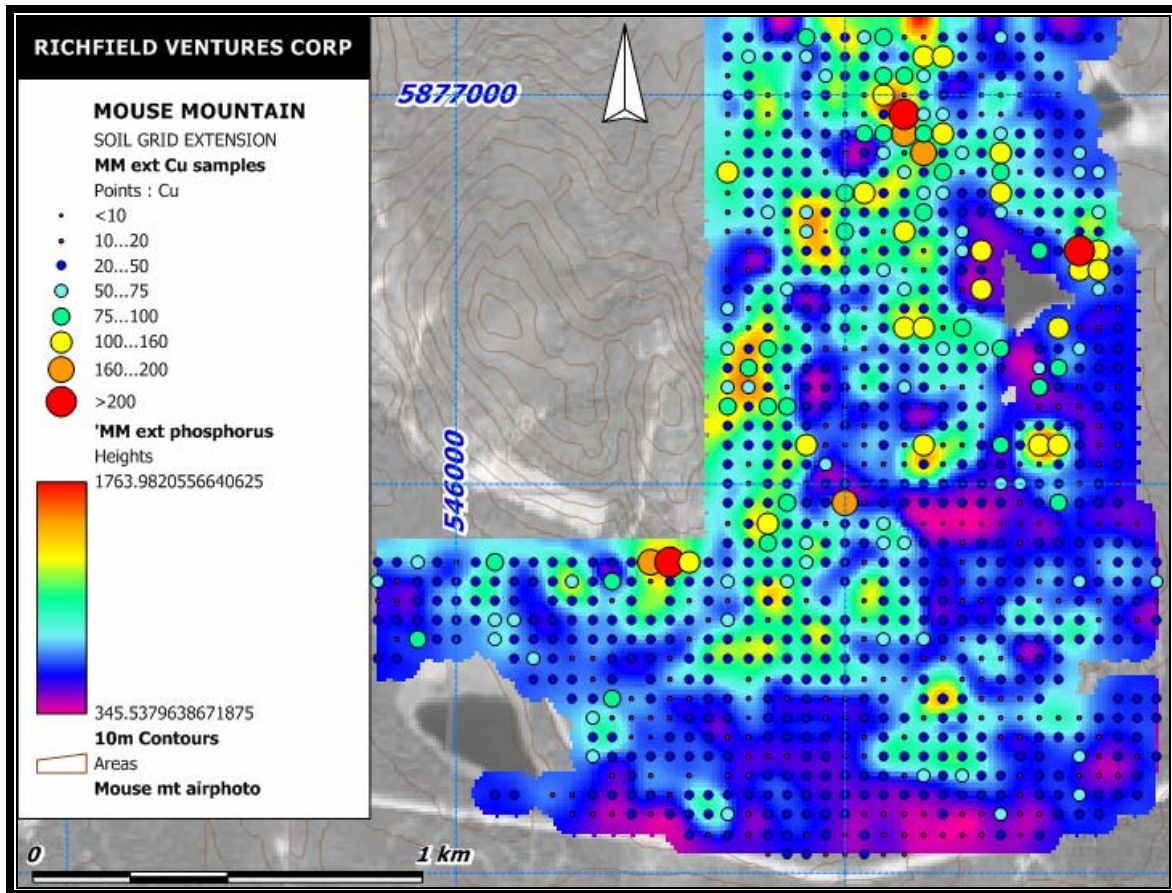 RICHFIELD VENTURES CORP
MOUSE MOUNTAIN
SOIL GRID EXTENSION
MM ext Cu samples
Points : Cu
<10
10...20
20...50
50...75
75...100
100...160
160...200
>200
'MM ext phosphorus
Heights
1763.9820556640625
345.5379638671875
10m Contours
Areas
Mouse mt airphoto
5877000
546000
0
1 km